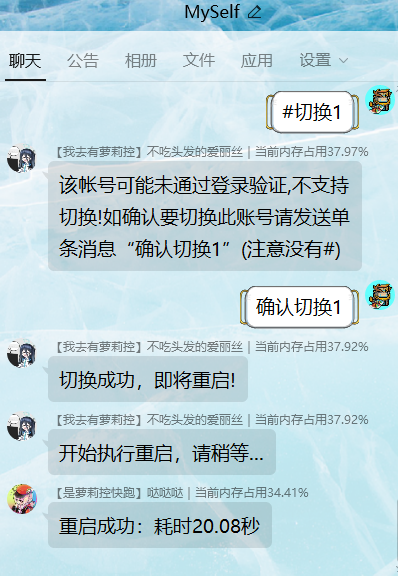 MySelf
聊天 公告 相册 文件 应用 设置
#切换1
【我去有萝莉控】不吃头发的爱丽丝 | 当前内存占用37.97%
该帐号可能未通过登录验证,不支持
切换!如确认要切换此账号请发送单
条消息“确认切换1”(注意没有#)
确认切换1
【我去有萝莉控】不吃头发的爱丽丝 | 当前内存占用37.92%
切换成功，即将重启!
【我去有萝莉控】不吃头发的爱丽丝 | 当前内存占用37.92%
开始执行重启，请稍等...
【是萝莉控快跑】哒哒哒 | 当前内存占用34.41%
重启成功：耗时20.08秒